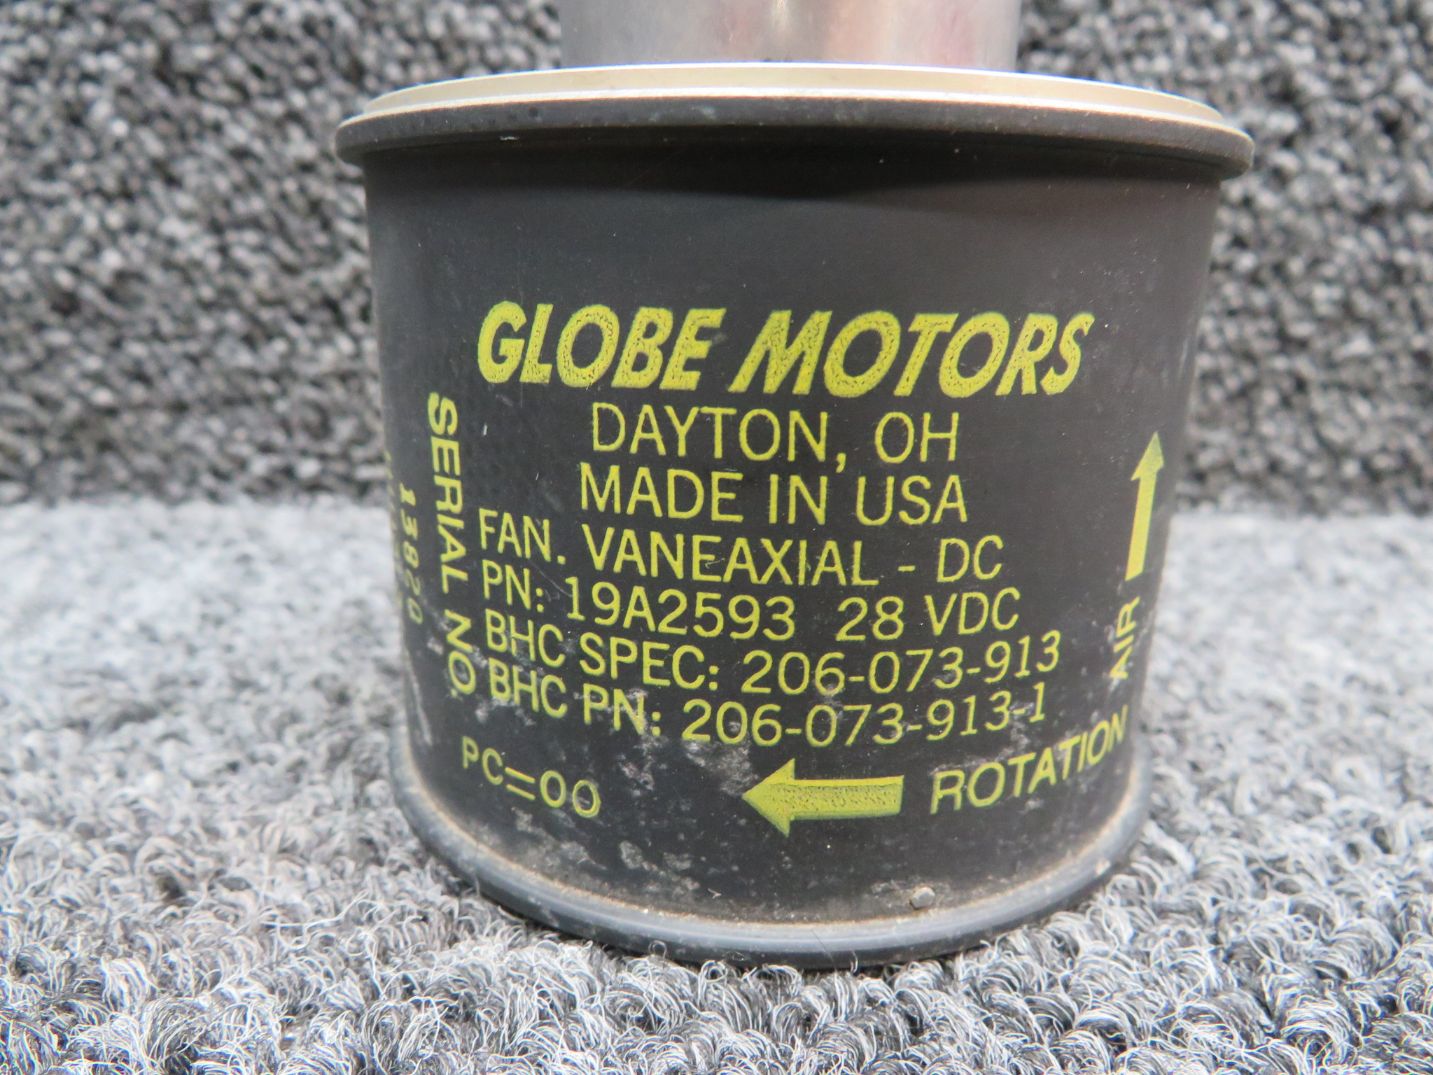 GLOBE MOTORS
DAYTON, OH
MADE IN USA
FAN. VANEAXIAL - DC
PN: 19A2593 28 VDC
BHC SPEC: 206-073-913
BHC PN: 206-073-913-1
PC=00
ROTATION
AIR
SERIAL NO.
13820